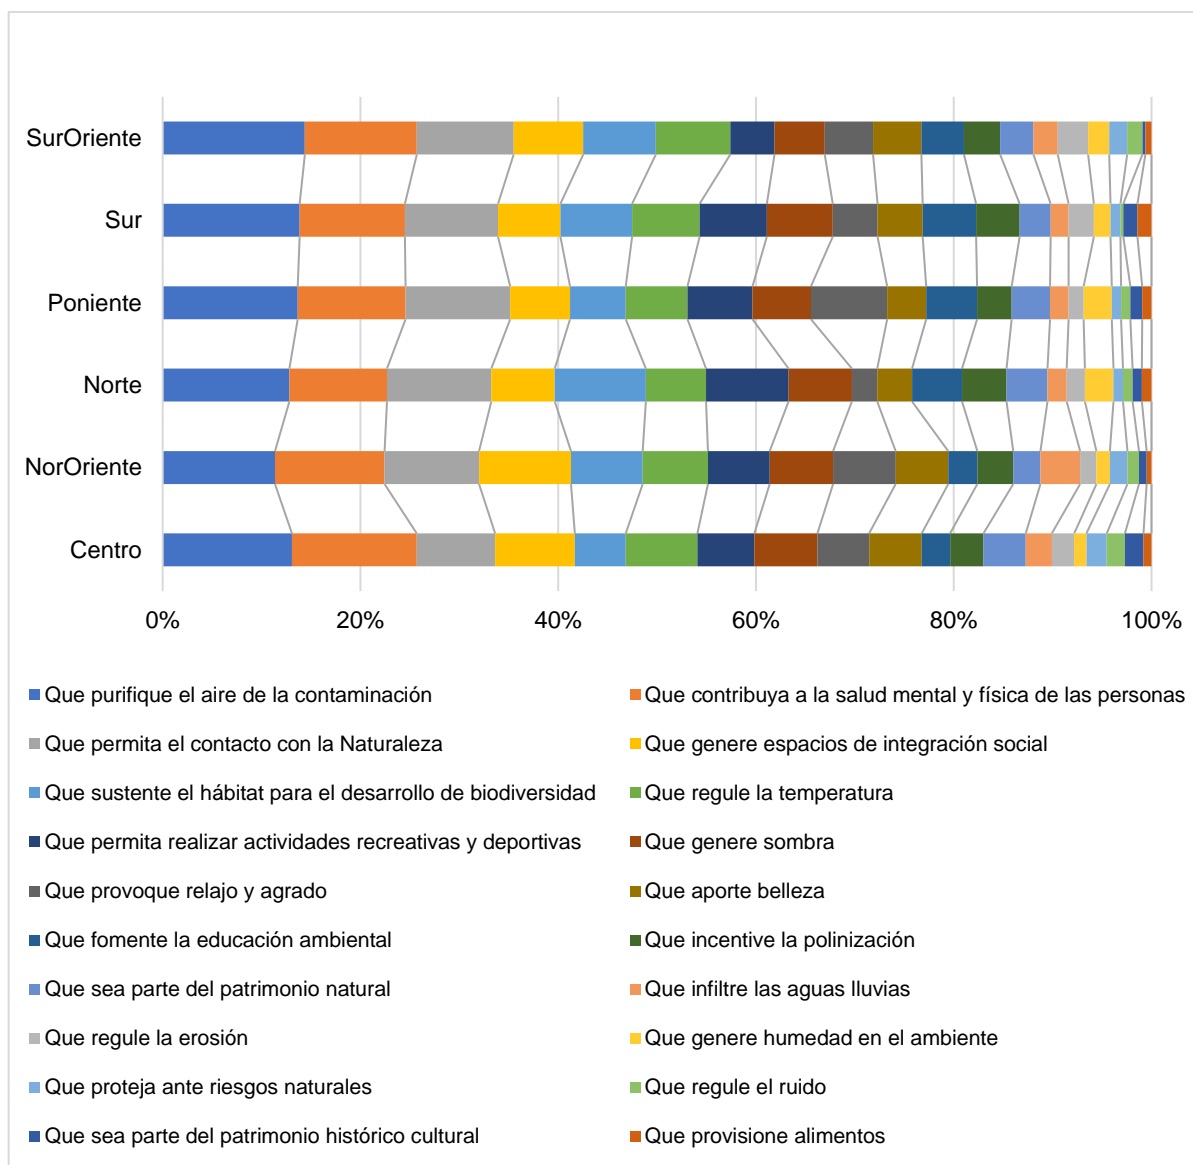 SurOriente
Sur
Poniente
Norte
NorOriente
Centro
0% 20% 40% 60% 80% 100%
Que purifique el aire de la contaminación
Que contribuya a la salud mental y física de las personas
Que permita el contacto con la Naturaleza
Que genere espacios de integración social
Que sustente el hábitat para el desarrollo de biodiversidad
Que regule la temperatura
Que permita realizar actividades recreativas y deportivas
Que genere sombra
Que provoque relajo y agrado
Que aporte belleza
Que fomente la educación ambiental
Que incentive la polinización
Que sea parte del patrimonio natural
Que infiltre las aguas lluvias
Que regule la erosión
Que genere humedad en el ambiente
Que proteja ante riesgos naturales
Que regule el ruido
Que sea parte del patrimonio histórico cultural
Que provisione alimentos